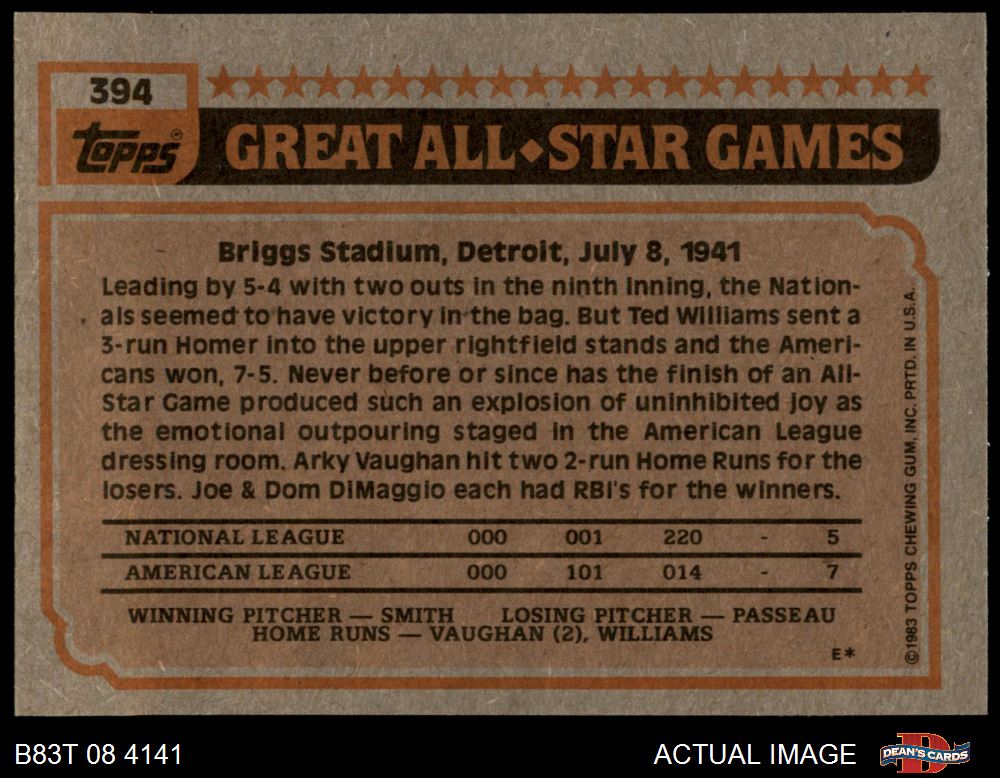 394
Topps®
GREAT ALL◆STAR GAMES
Briggs Stadium, Detroit, July 8, 1941
Leading by 5-4 with two outs in the ninth inning, the Nation-
als seemed to have victory in the bag. But Ted Williams sent a
3-run Homer into the upper rightfield stands and the Ameri-
cans won, 7-5. Never before or since has the finish of an All-
Star Game produced such an explosion of uninhibited joy as
the emotional outpouring staged in the American League
dressing room. Arky Vaughan hit two 2-run Home Runs for the
losers. Joe & Dom DiMaggio each had RBI's for the winners.
NATIONAL LEAGUE 000 001 220 - 5
AMERICAN LEAGUE 000 101 014 - 7
WINNING PITCHER — SMITH LOSING PITCHER — PASSEAU
HOME RUNS — VAUGHAN (2), WILLIAMS
E*
©1983 TOPPS CHEWING GUM, INC. PRTD. IN U.S.A.
B83T 08 4141
ACTUAL IMAGE
D
DEAN'S CARDS